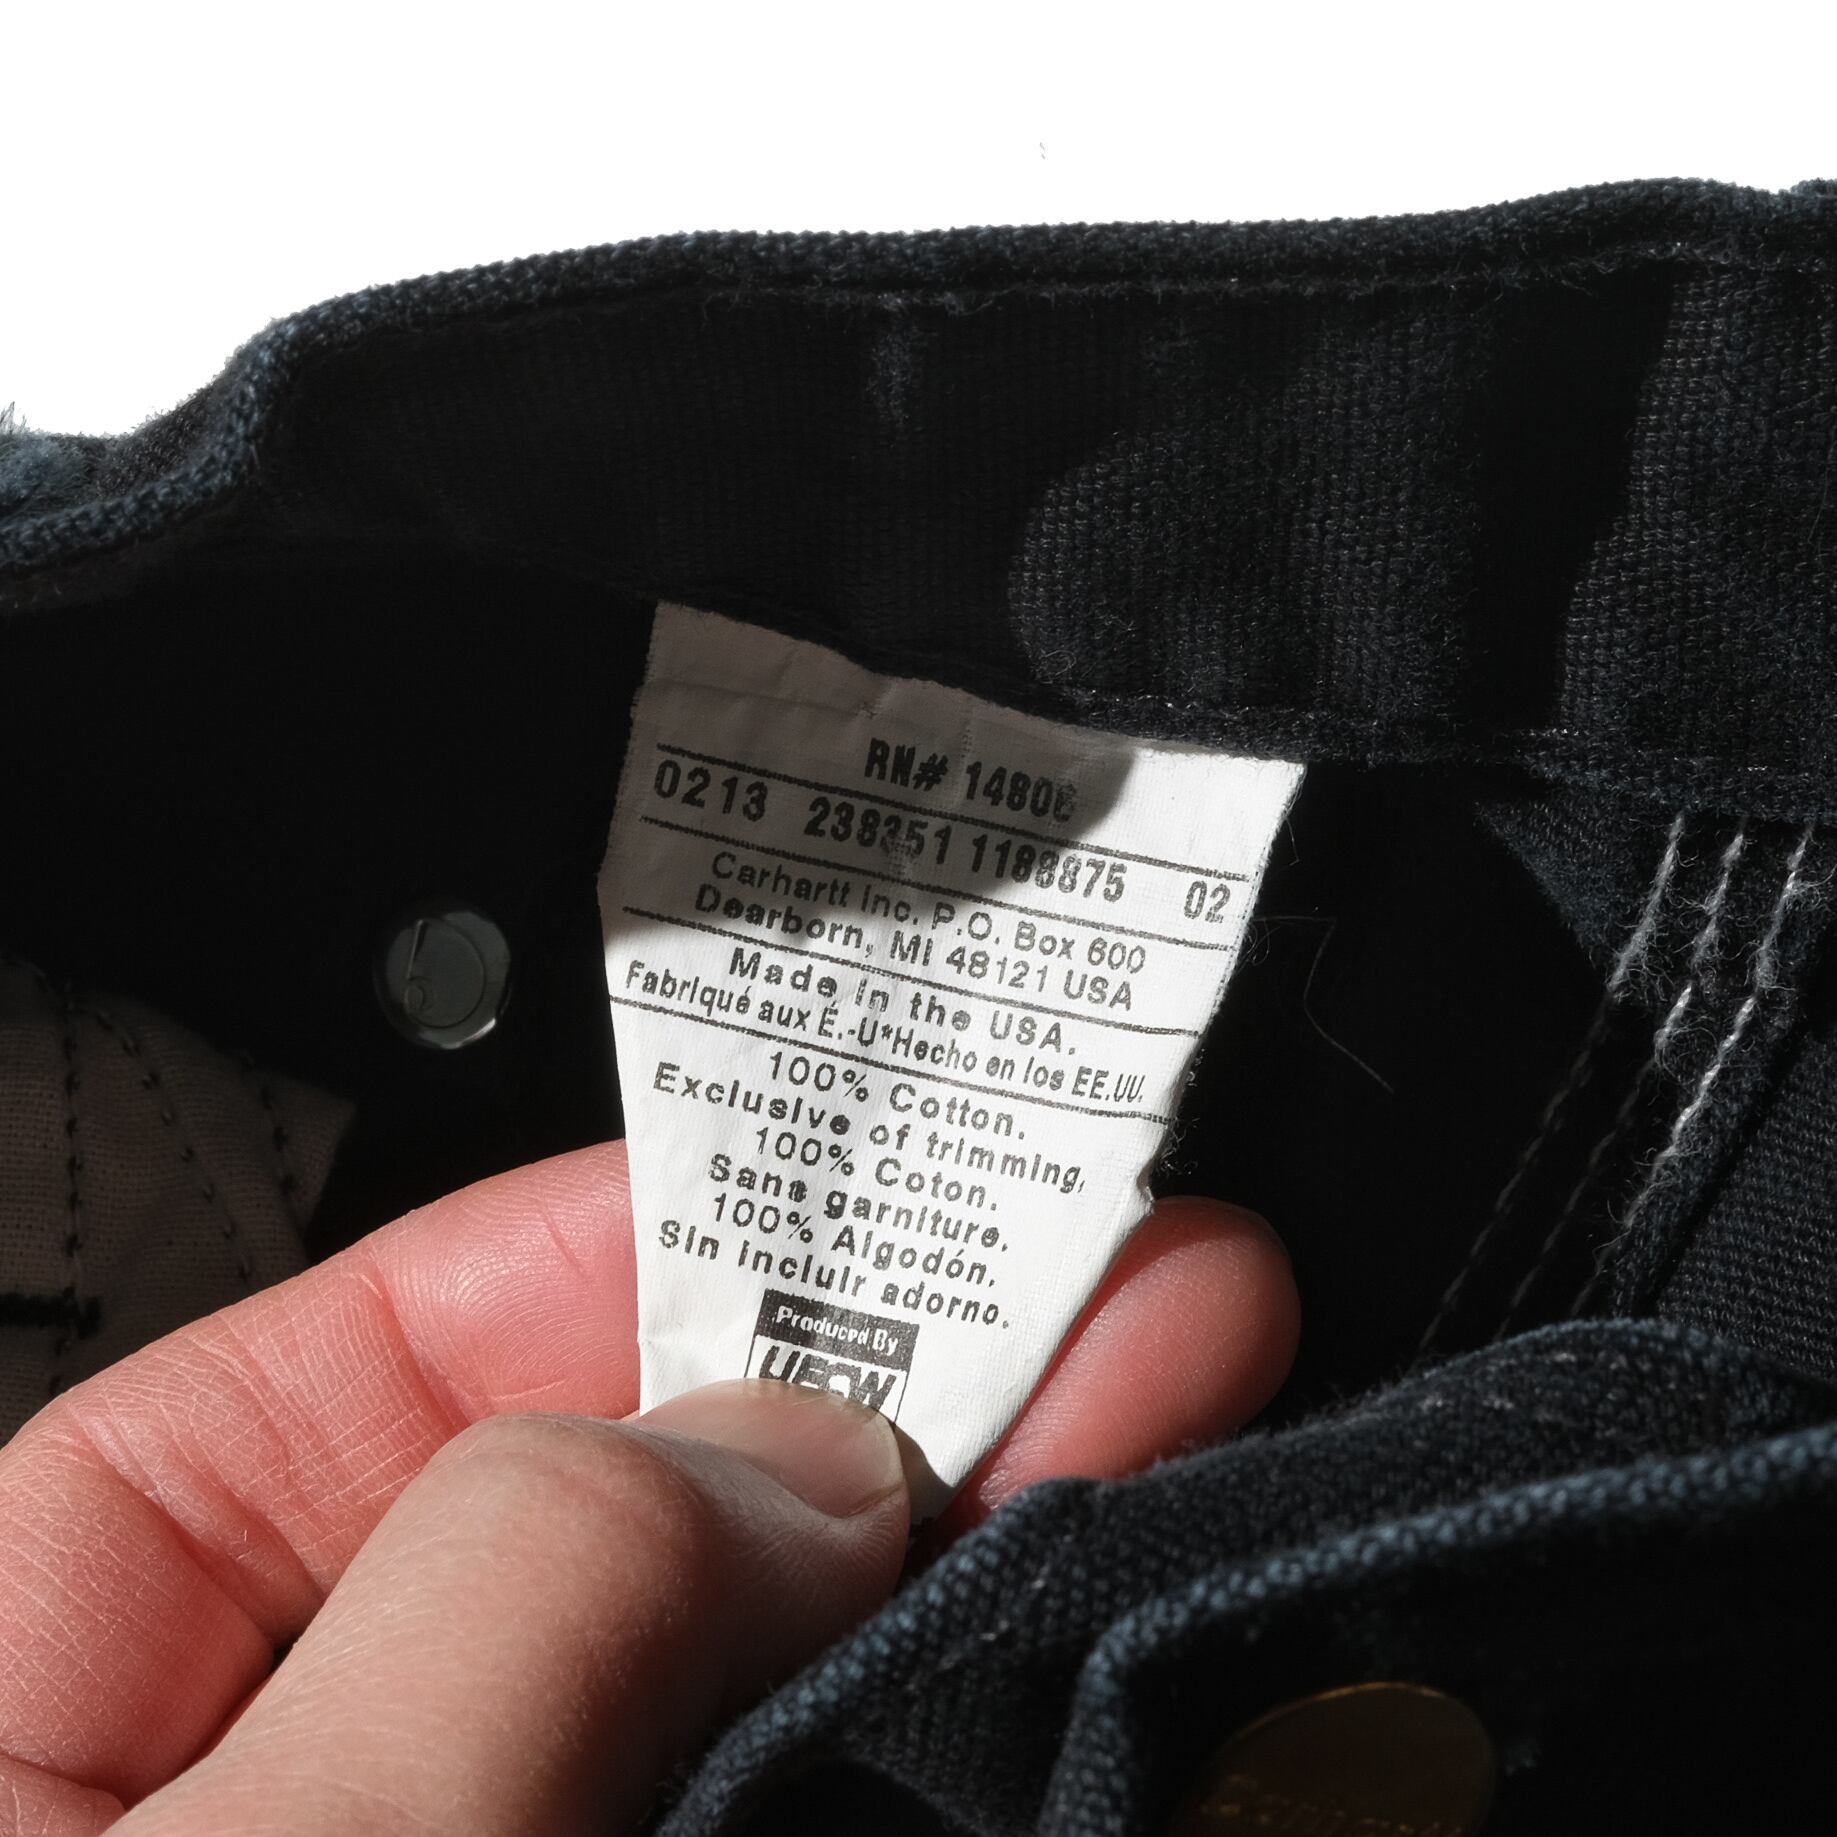 RN# 14806
0213 238351 1188875 02
Carhartt Inc. P.O. Box 600
Dearborn, MI 48121 USA
Made in the USA.
Fabriqué aux É.-U*Hecho en los EE.UU.
100% Cotton.
Exclusive of trimming,
100% Coton.
Sans garniture.
100% Algodón.
Sin incluir adorno.
Produced By
UFCW